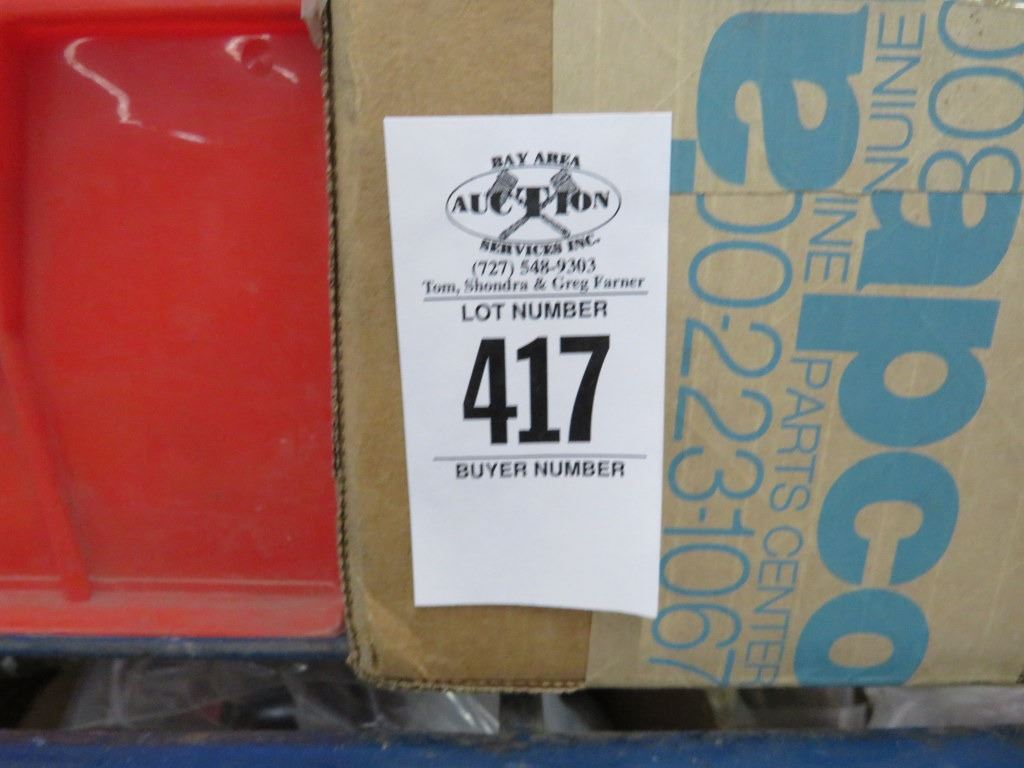 BAY AREA
AUCTION
SERVICES INC.
(727) 548-9303
Tom, Shondra & Greg Farner
LOT NUMBER
417
BUYER NUMBER
apco
PARTS CENTER
00-223-1067